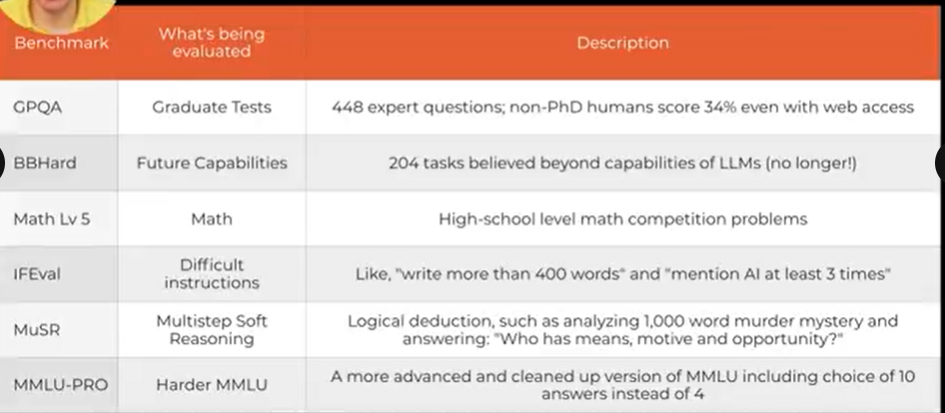 Benchmark
What's being
evaluated
Description
GPQA
Graduate Tests
448 expert questions; non-PhD humans score 34% even with web access
BBHard
Future Capabilities
204 tasks believed beyond capabilities of LLMs (no longer!)
Math Lv 5
Math
High-school level math competition problems
IFEval
Difficult
instructions
Like, "write more than 400 words" and "mention AI at least 3 times"
MuSR
Multistep Soft
Reasoning
Logical deduction, such as analyzing 1,000 word murder mystery and
answering: "Who has means, motive and opportunity?"
MMLU-PRO
Harder MMLU
A more advanced and cleaned up version of MMLU including choice of 10
answers instead of 4